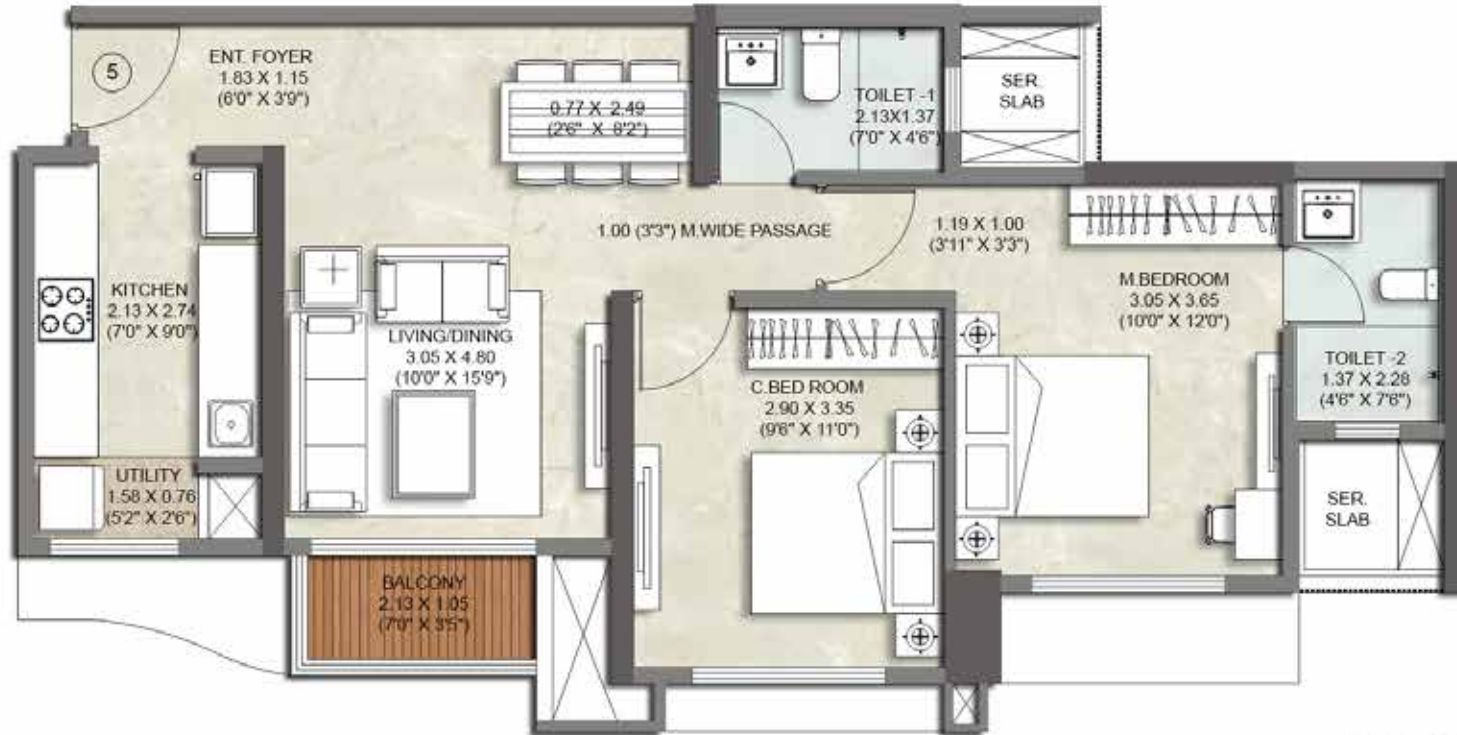 5
ENT. FOYER
1.83 X 1.15
(6'0" X 3'9")
0.77 X 2.49
(2'6" X 8'2")
TOILET -1
2.13X1.37
(7'0" X 4'6")
SER.
SLAB
1.00 (3'3") M.WIDE PASSAGE
1.19 X 1.00
(3'11" X 3'3")
KITCHEN
2.13 X 2.74
(7'0" X 9'0")
LIVING/DINING
3.05 X 4.80
(10'0" X 15'9")
M.BEDROOM
3.05 X 3.65
(10'0" X 12'0")
C.BED ROOM
2.90 X 3.35
(9'6" X 11'0")
TOILET -2
1.37 X 2.28
(4'6" X 7'6")
UTILITY
1.58 X 0.76
(5'2" X 2'6")
SER.
SLAB
BALCONY
2.13 X 1.05
(7'0" X 3'5")